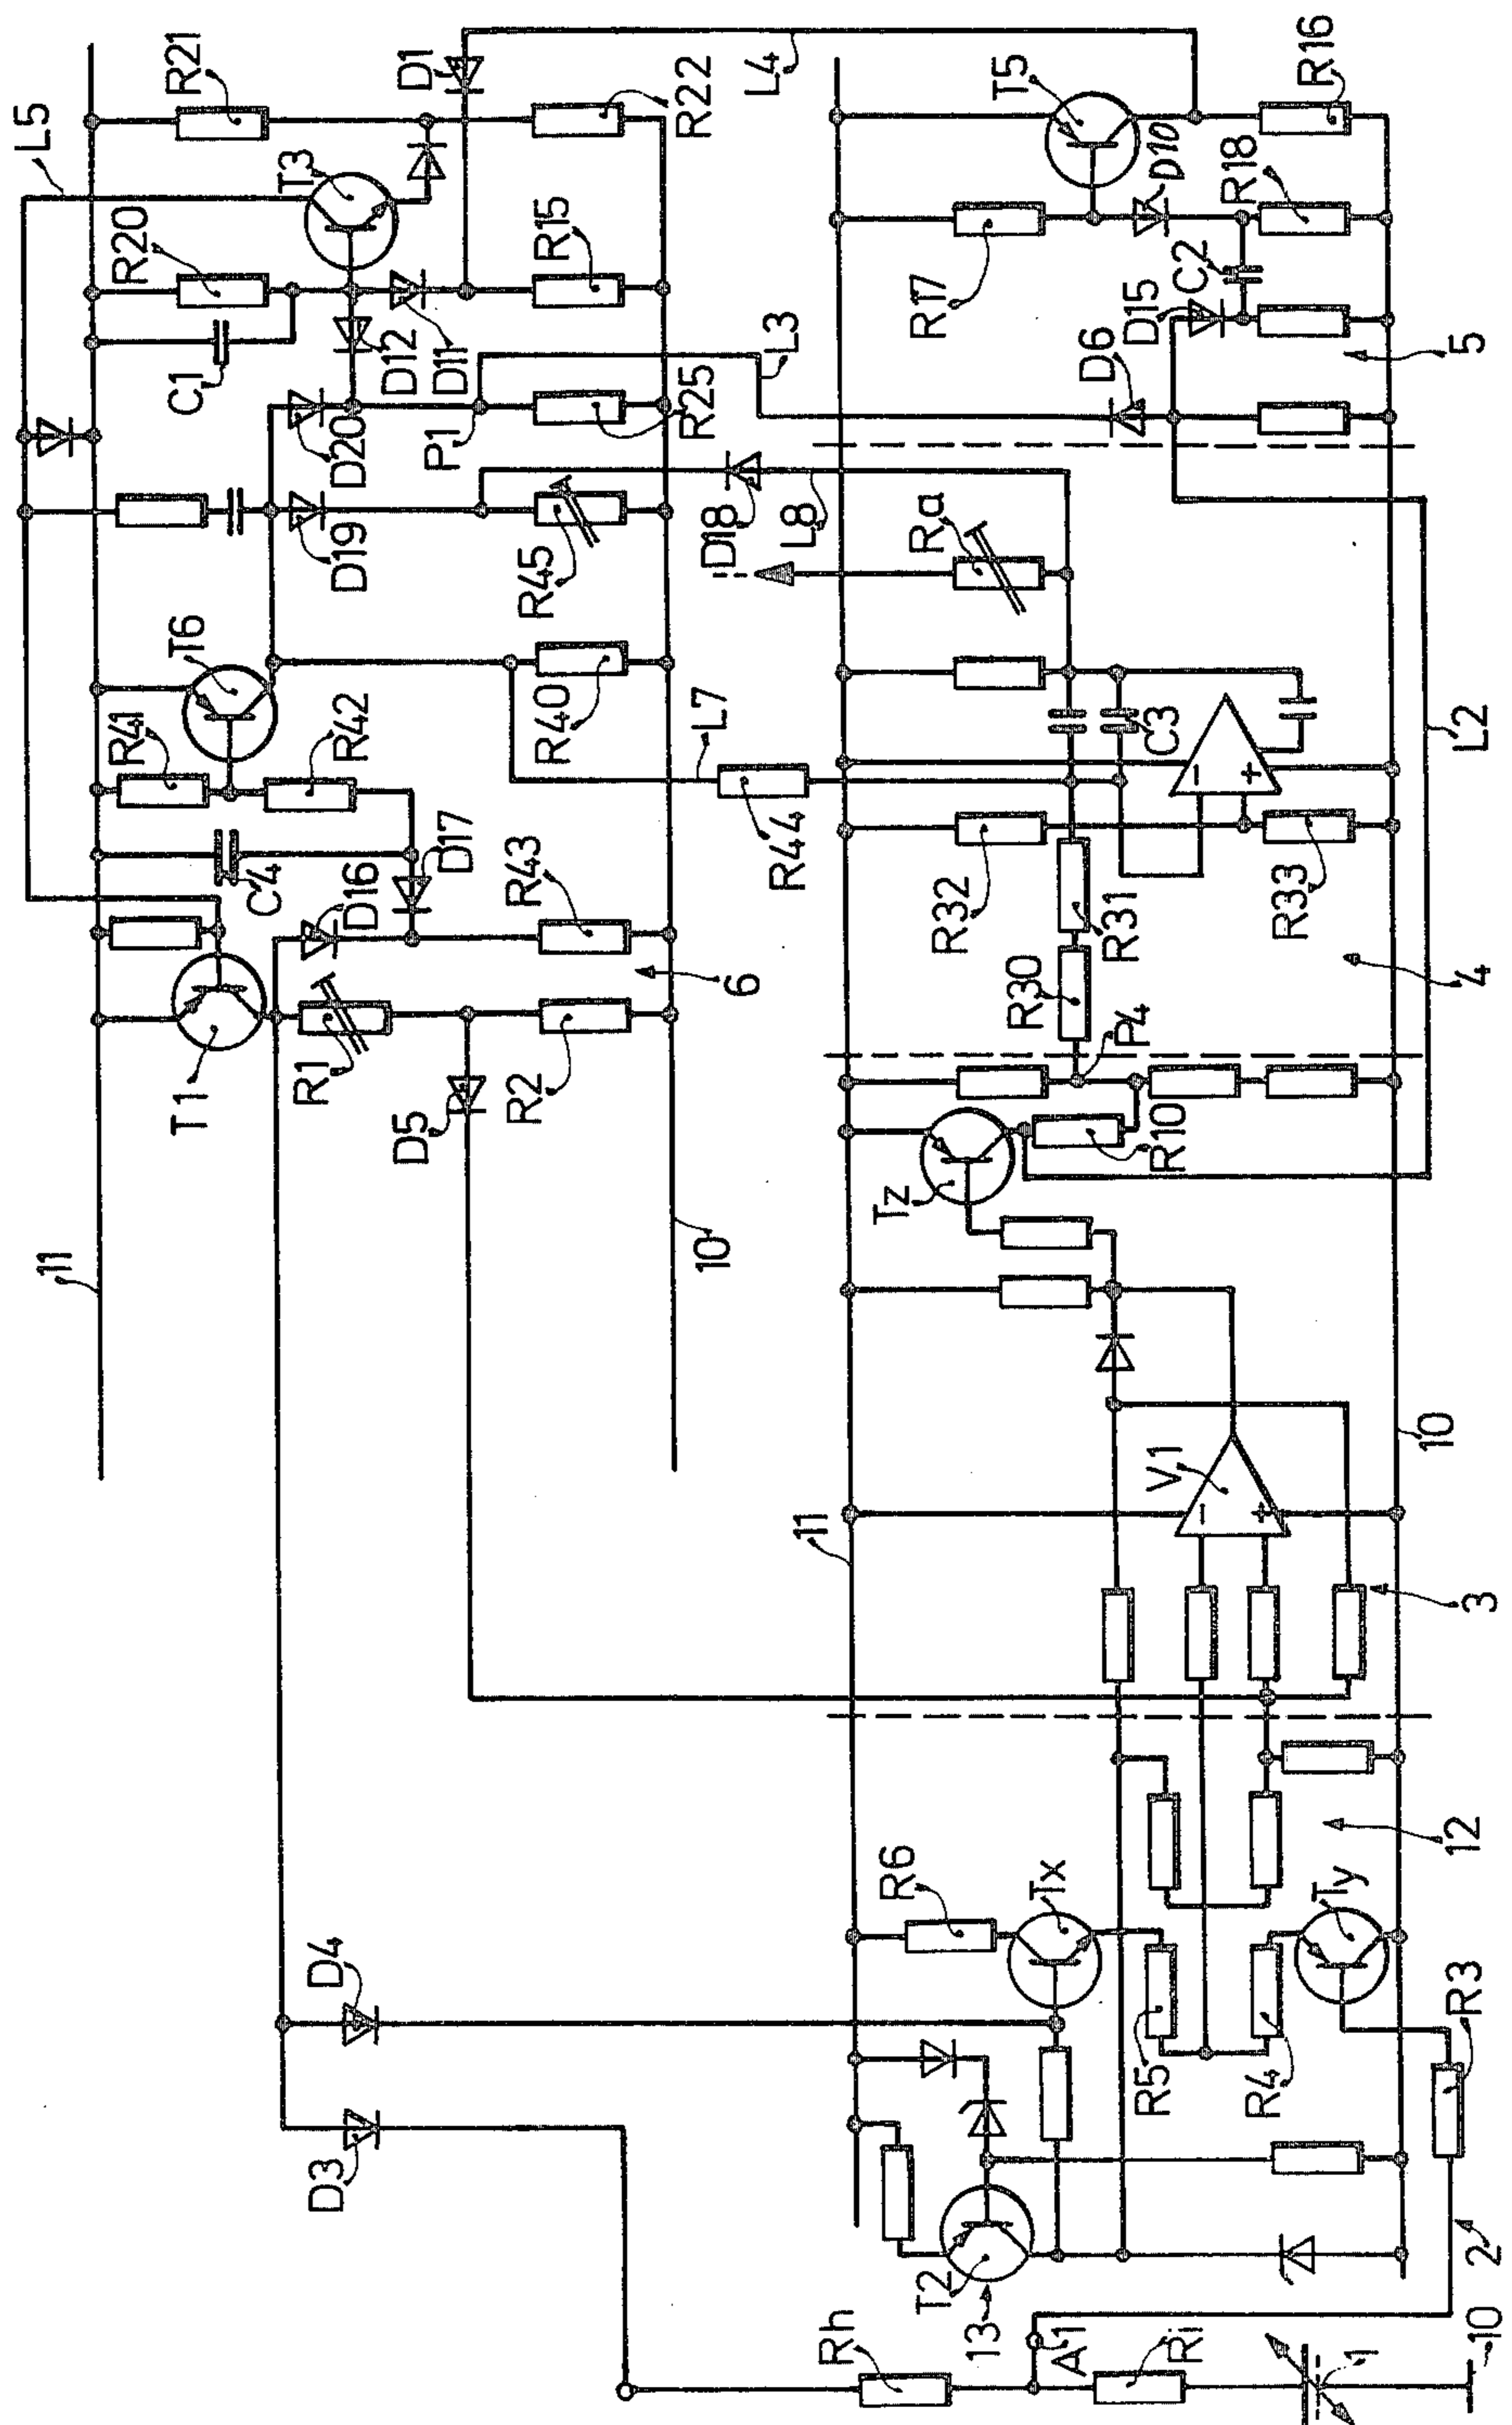 L5
R21
D1
L4
T5
R16
R22
T3
R20
R15
D10
R18
R17
C2
D15
C1
D12
D11
L3
D6
5
D20
P1
R25
D19
R45
D18
L8
Ra
T6
R41
R42
R40
L7
C3
L2
−
+
C4
D17
D16
R43
R44
R32
R31
R33
6
R30
4
T1
R1
R2
D5
P4
R10
Tz
11
10
V1
−
+
10
11
3
12
R6
Tx
Ty
D4
R5
R4
R3
D3
T2
13
2
Rh
A1
Ri
1
10